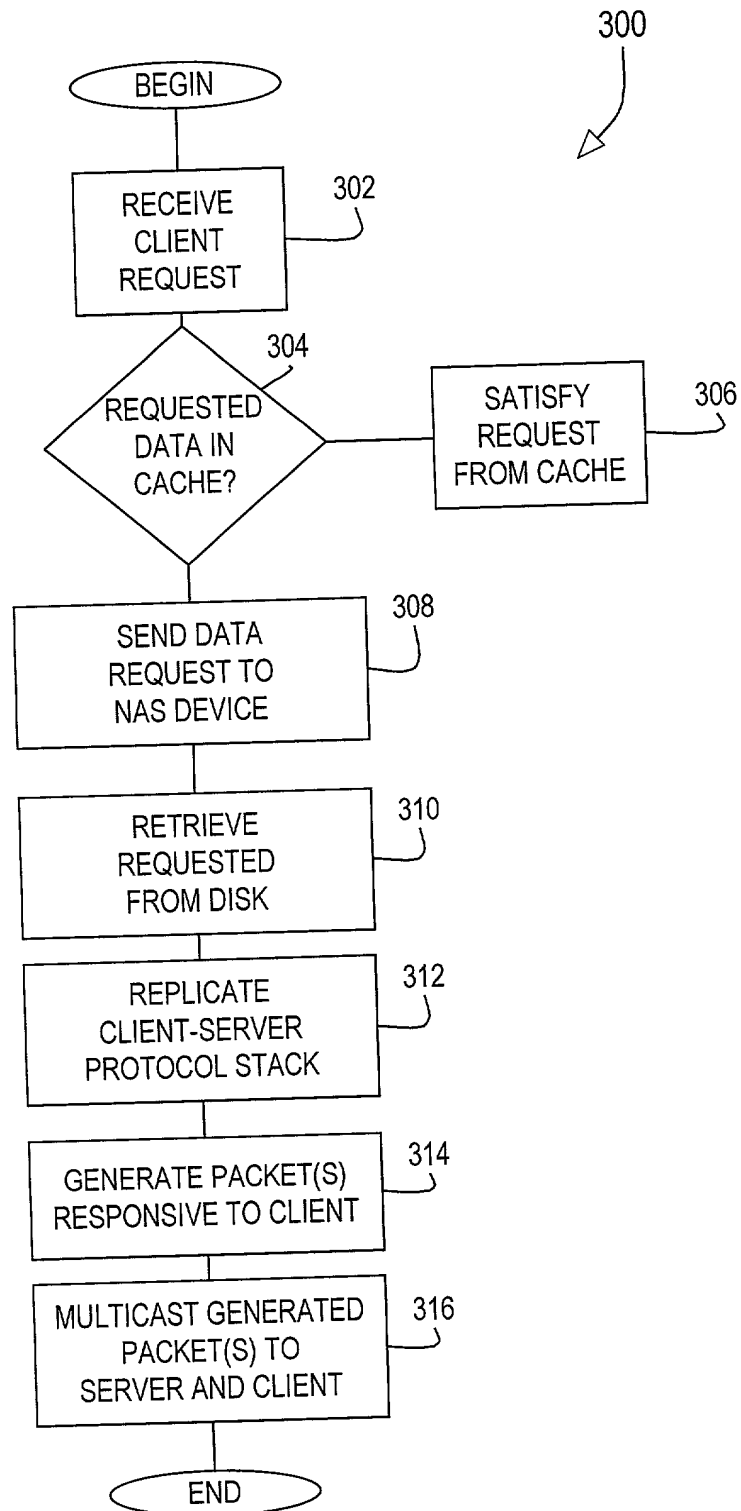 300
BEGIN
302
RECEIVE
CLIENT
REQUEST
304
REQUESTED
DATA IN
CACHE?
306
SATISFY
REQUEST
FROM CACHE
308
SEND DATA
REQUEST TO
NAS DEVICE
310
RETRIEVE
REQUESTED
FROM DISK
312
REPLICATE
CLIENT-SERVER
PROTOCOL STACK
314
GENERATE PACKET(S)
RESPONSIVE TO CLIENT
316
MULTICAST GENERATED
PACKET(S) TO
SERVER AND CLIENT
END